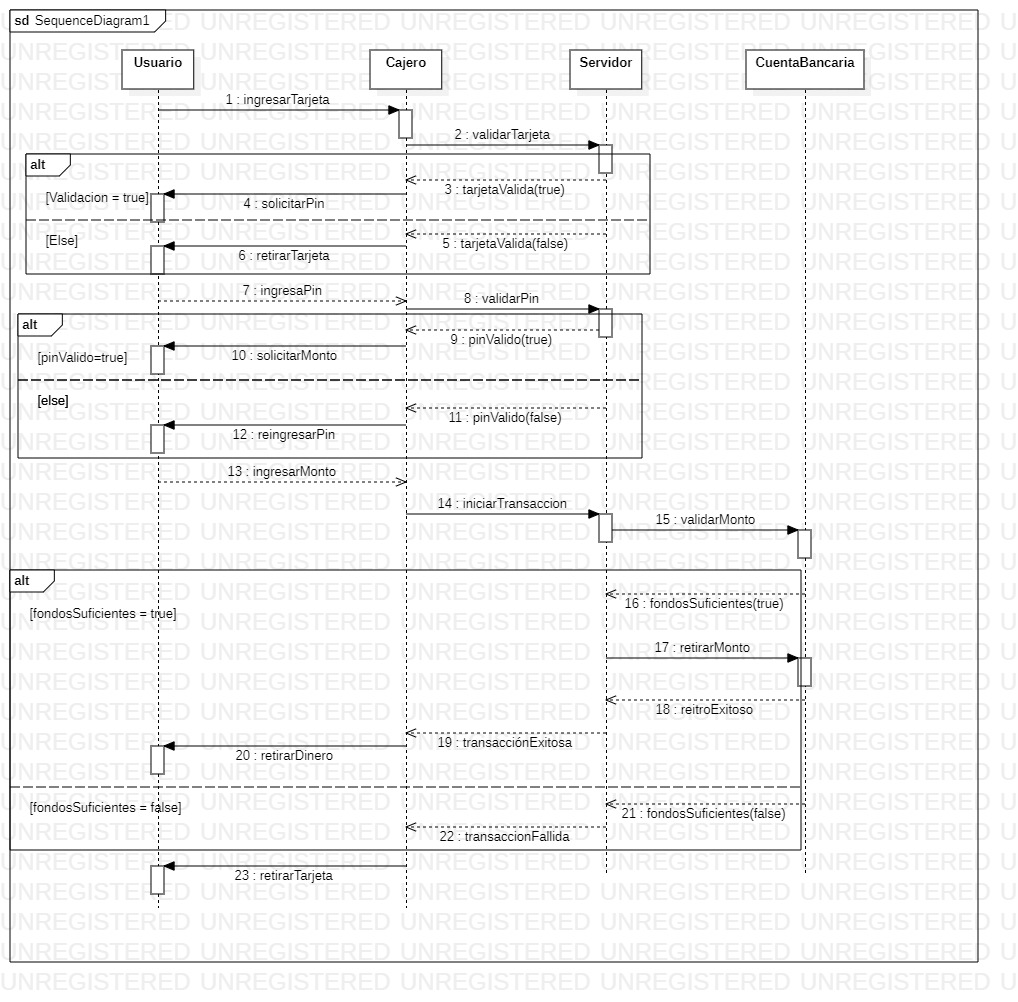 sd SequenceDiagram1
Usuario
Cajero
Servidor
CuentaBancaria
1 : ingresarTarjeta
2 : validarTarjeta
alt
3 : tarjetaValida(true)
[Validacion = true]
4 : solicitarPin
[Else]
5 : tarjetaValida(false)
6 : retirarTarjeta
7 : ingresaPin
8 : validarPin
alt
9 : pinValido(true)
[pinValido=true]
10 : solicitarMonto
[else]
11 : pinValido(false)
12 : reingresarPin
13 : ingresarMonto
14 : iniciarTransaccion
15 : validarMonto
alt
16 : fondosSuficientes(true)
[fondosSuficientes = true]
17 : retirarMonto
18 : reitroExitoso
19 : transacciónExitosa
20 : retirarDinero
[fondosSuficientes = false]
21 : fondosSuficientes(false)
22 : transaccionFallida
23 : retirarTarjeta
UNREGISTERED